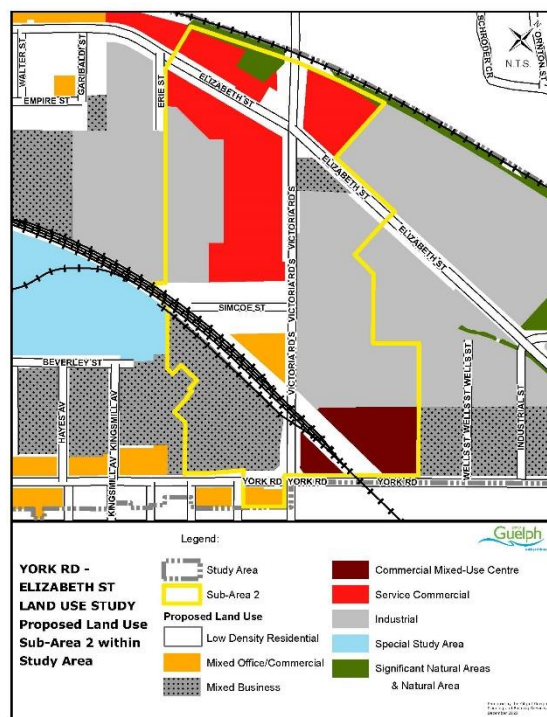 SCHRODER CR
ORNTON ST
N.T.S.
WALTER ST
GARIBALDI ST
EMPIRE ST
ERIE ST
ELIZABETH ST
ELIZABETH ST
VICTORIA RD S
ELIZABETH ST
SIMCOE ST
VICTORIA RD S
BEVERLEY ST
VICTORIA RD S
HAYES AV
KINGSMILL AV
WELLS ST
WELLS ST
WELLS ST
INDUSTRIAL ST
KINGSMILL AV
YORK RD
YORK RD
YORK RD
Guelph
Legend:
YORK RD -
ELIZABETH ST
LAND USE STUDY
Proposed Land Use
Sub-Area 2 within
Study Area
Study Area
Sub-Area 2
Proposed Land Use
Low Density Residential
Mixed Office/Commercial
Mixed Business
Commercial Mixed-Use Centre
Service Commercial
Industrial
Special Study Area
Significant Natural Areas
& Natural Area